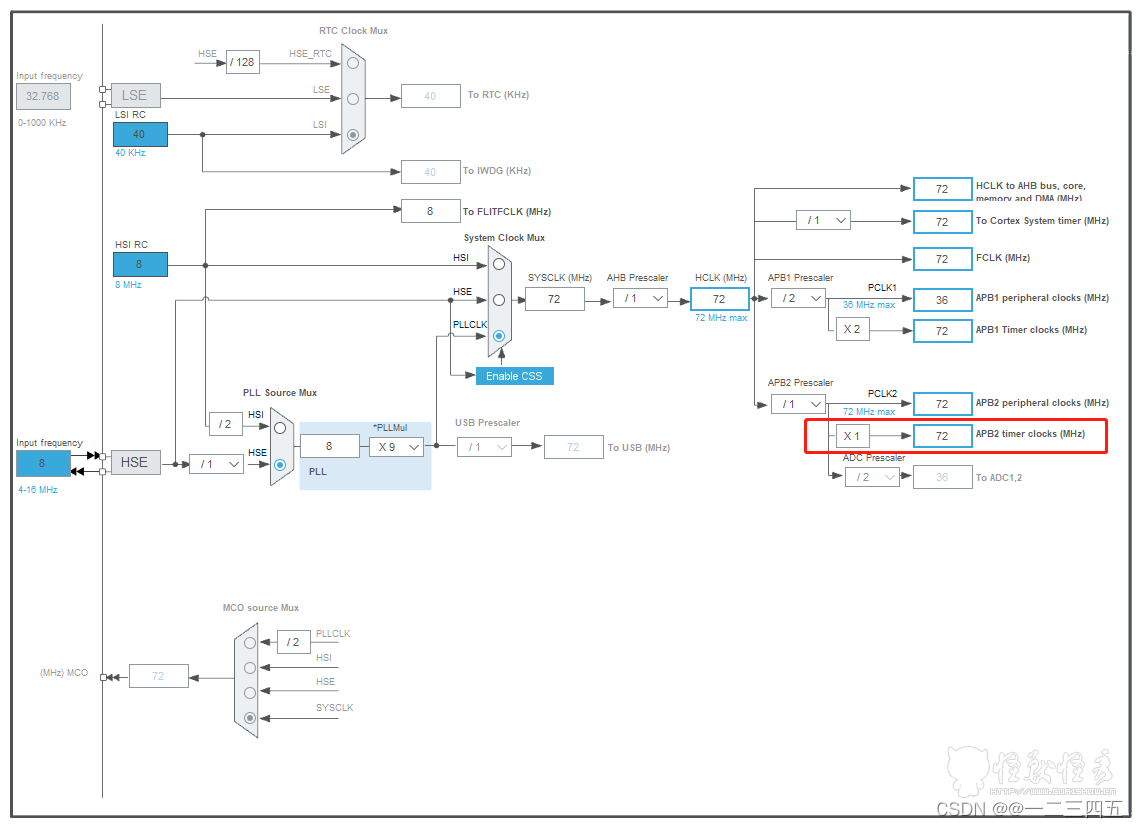 RTC Clock Mux
HSE
/ 128
HSE_RTC
Input frequency
32.768
0-1000 KHz
LSE
LSE
40
To RTC (KHz)
LSI RC
40
40 KHz
LSI
40
To IWDG (KHz)
8
To FLITFCLK (MHz)
HSI RC
8
8 MHz
System Clock Mux
HSI
HSE
PLLCLK
Enable CSS
SYSCLK (MHz)
72
AHB Prescaler
/ 1
HCLK (MHz)
72
72 MHz max
72
HCLK to AHB bus, core,
memory and DMA (MHz)
/ 1
72
To Cortex System timer (MHz)
72
FCLK (MHz)
APB1 Prescaler
/ 2
PCLK1
36 MHz max
36
APB1 peripheral clocks (MHz)
X 2
72
APB1 Timer clocks (MHz)
APB2 Prescaler
/ 1
PCLK2
72 MHz max
72
APB2 peripheral clocks (MHz)
X 1
72
APB2 timer clocks (MHz)
ADC Prescaler
/ 2
36
To ADC1,2
PLL Source Mux
/ 2
HSI
HSE
Input frequency
8
4-16 MHz
HSE
/ 1
8
*PLLMul
X 9
PLL
USB Prescaler
/ 1
72
To USB (MHz)
MCO source Mux
/ 2
PLLCLK
HSI
HSE
SYSCLK
(MHz) MCO
72
CSDN @@一二三四五